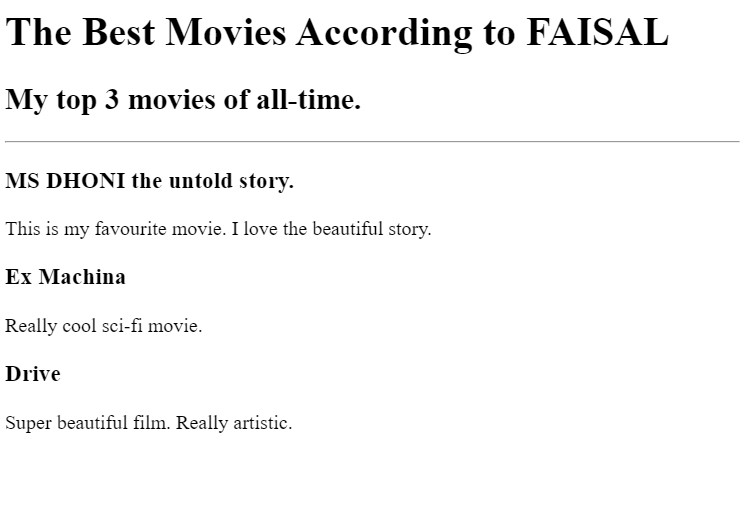 The Best Movies According to FAISAL
My top 3 movies of all-time.
MS DHONI the untold story.
This is my favourite movie. I love the beautiful story.
Ex Machina
Really cool sci-fi movie.
Drive
Super beautiful film. Really artistic.